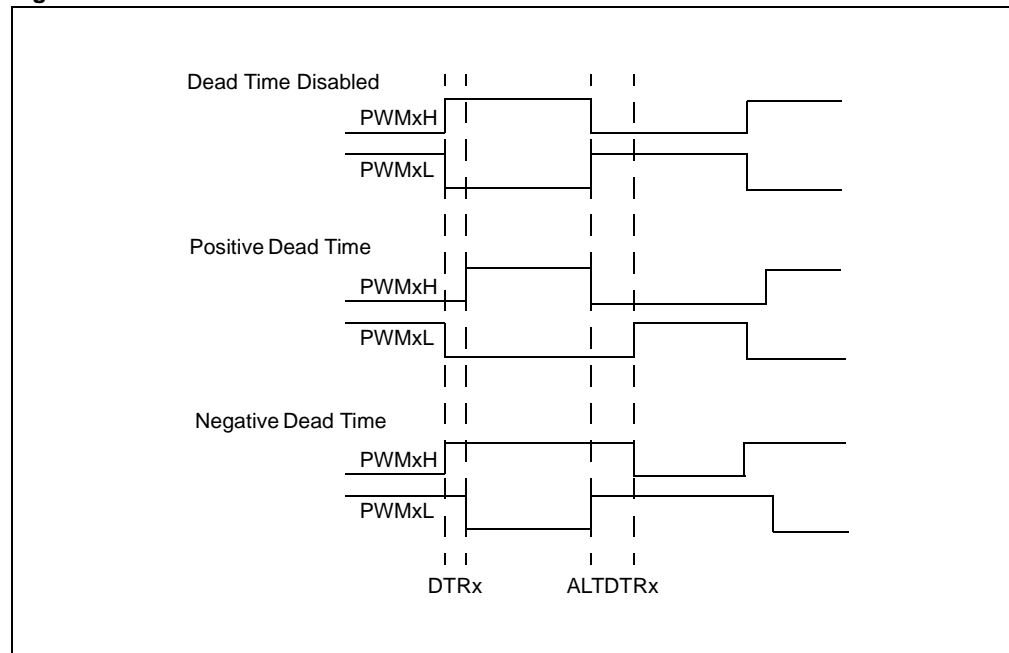 Dead Time Disabled
PWMxH
PWMxL
Positive Dead Time
PWMxH
PWMxL
Negative Dead Time
PWMxH
PWMxL
DTRx ALTDTRx